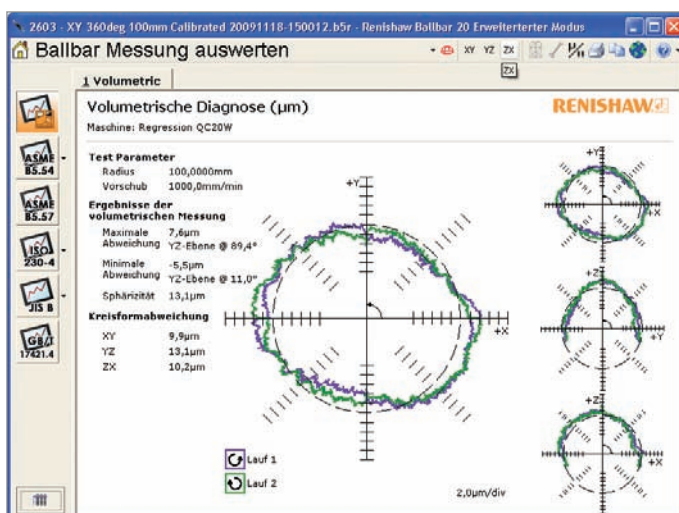 2603 - XY 360deg 100mm Calibrated 20091118-150012.b5r - Renishaw Ballbar 20 Erweiterterter Modus
Ballbar Messung auswerten
XY YZ ZX
ZX
1 Volumetric
Volumetrische Diagnose (µm)
RENISHAW
Maschine: Regression QC20W
Test Parameter
Radius 100,0000mm
Vorschub 1000,0mm/min
Ergebnisse der
volumetrischen Messung
Maximale 7,6µm
Abweichung YZ-Ebene @ 89,4°
Minimale -5,5µm
Abweichung YZ-Ebene @ 11,0°
Sphärizität 13,1µm
Kreisformabweichung
XY 9,9µm
YZ 13,1µm
ZX 10,2µm
+Y
+X
Lauf 1
Lauf 2
2,0µm/div
+Y
+X
+Z
+Y
+Z
+X
ASME
B5.54
ASME
B5.57
ISO
230-4
JIS B
GB/T
17421.4